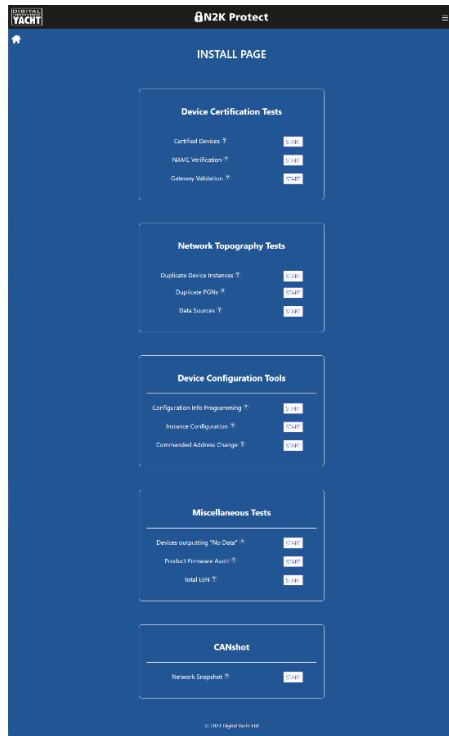 DIGITAL
YACHT
N2K Protect
INSTALL PAGE
Device Certification Tests
Certified Devices ? START
NAME Verification ? START
Gateway Validation ? START
Network Topography Tests
Duplicate Device Instances ? START
Duplicate PGNs ? START
Data Sources ? START
Device Configuration Tools
Configuration Info Programming ? START
Instance Configuration ? START
Commanded Address Change ? START
Miscellaneous Tests
Devices outputting "No Data" ? START
Product Firmware Audit ? START
Total LEN ? START
CANshot
Network Snapshot ? START
Digital Yacht Ltd